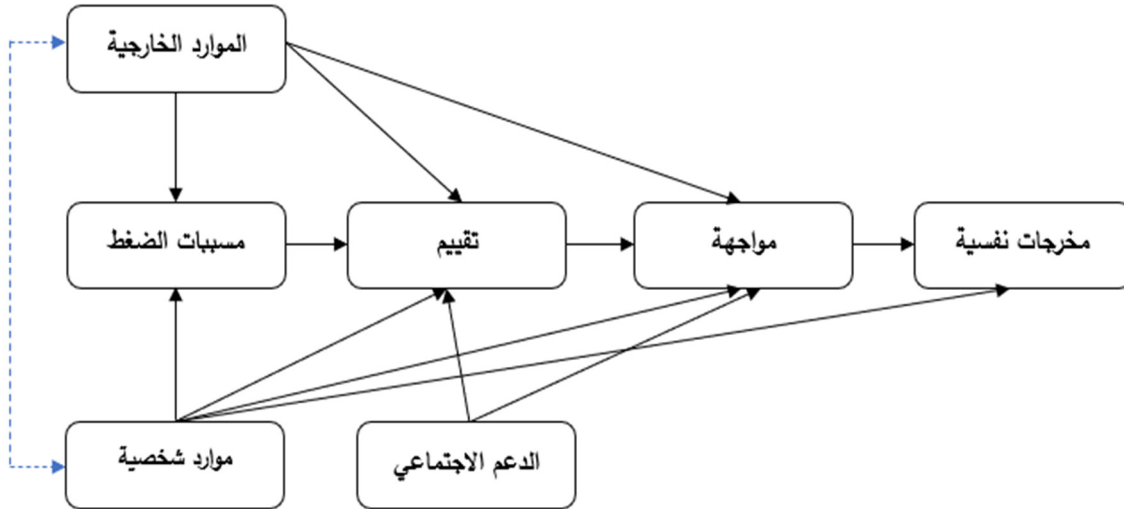 الموارد الخارجية
مسببات الضغط
تقييم
مواجهة
مخرجات نفسية
موارد شخصية
الدعم الاجتماعي